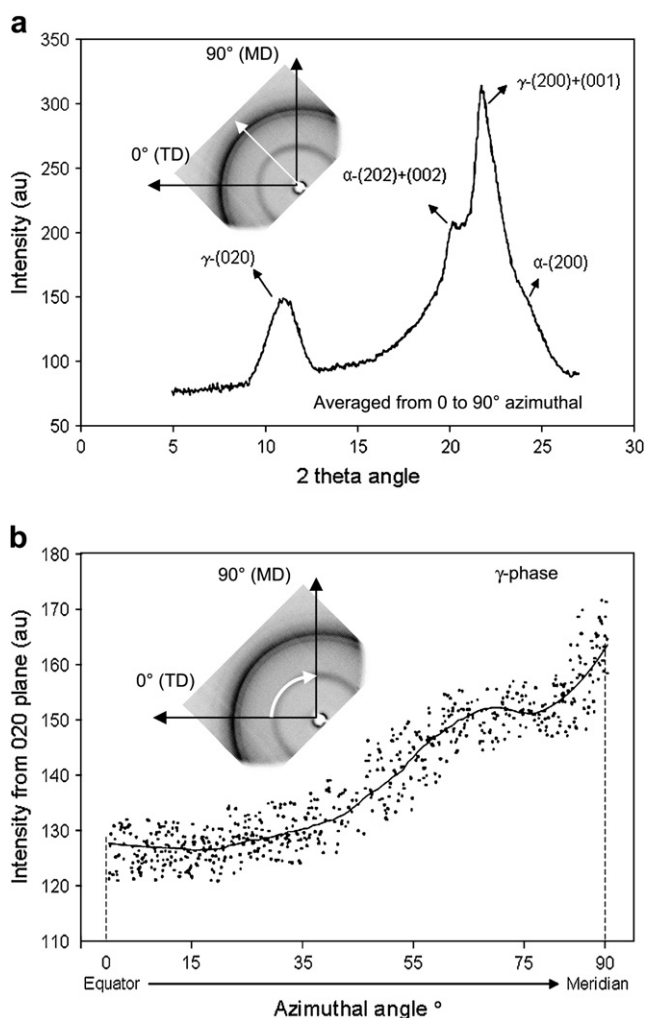 a
350
300
250
200
150
100
50
Intensity (au)
90° (MD)
0° (TD)
γ-(020)
α-(202)+(002)
γ-(200)+(001)
α-(200)
Averaged from 0 to 90° azimuthal
0 5 10 15 20 25 30
2 theta angle
b
180
170
160
150
140
130
120
110
Intensity from 020 plane (au)
90° (MD)
0° (TD)
γ-phase
0 15 35 55 75 90
Equator Meridian
Azimuthal angle °